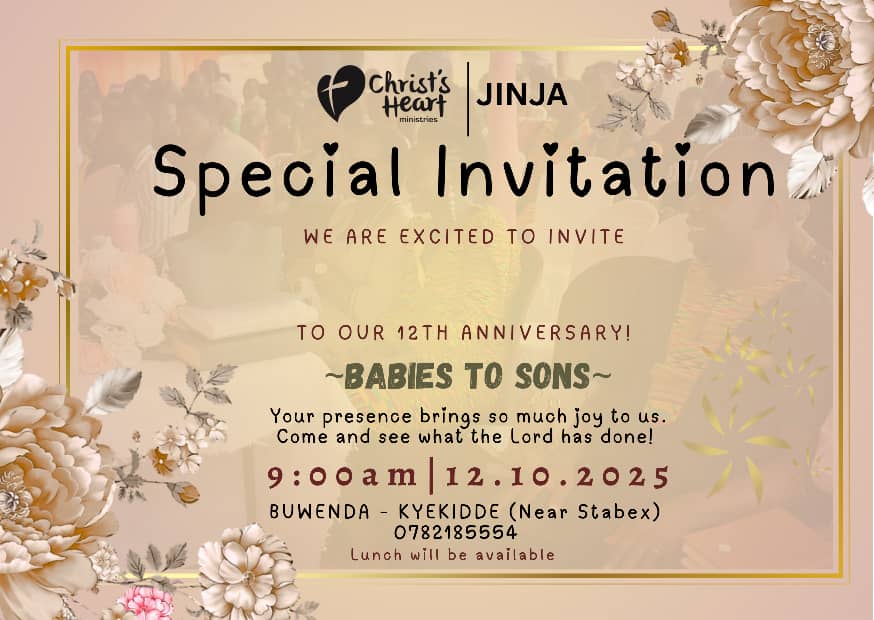 Christ's
Heart
ministries
JINJA
Special Invitation
WE ARE EXCITED TO INVITE
TO OUR 12TH ANNIVERSARY!
~BABIES TO SONS~
Your presence brings so much joy to us.
Come and see what the Lord has done!
9:00am|12.10.2025
BUWENDA - KYEKIDDE (Near Stabex)
0782185554
Lunch will be available